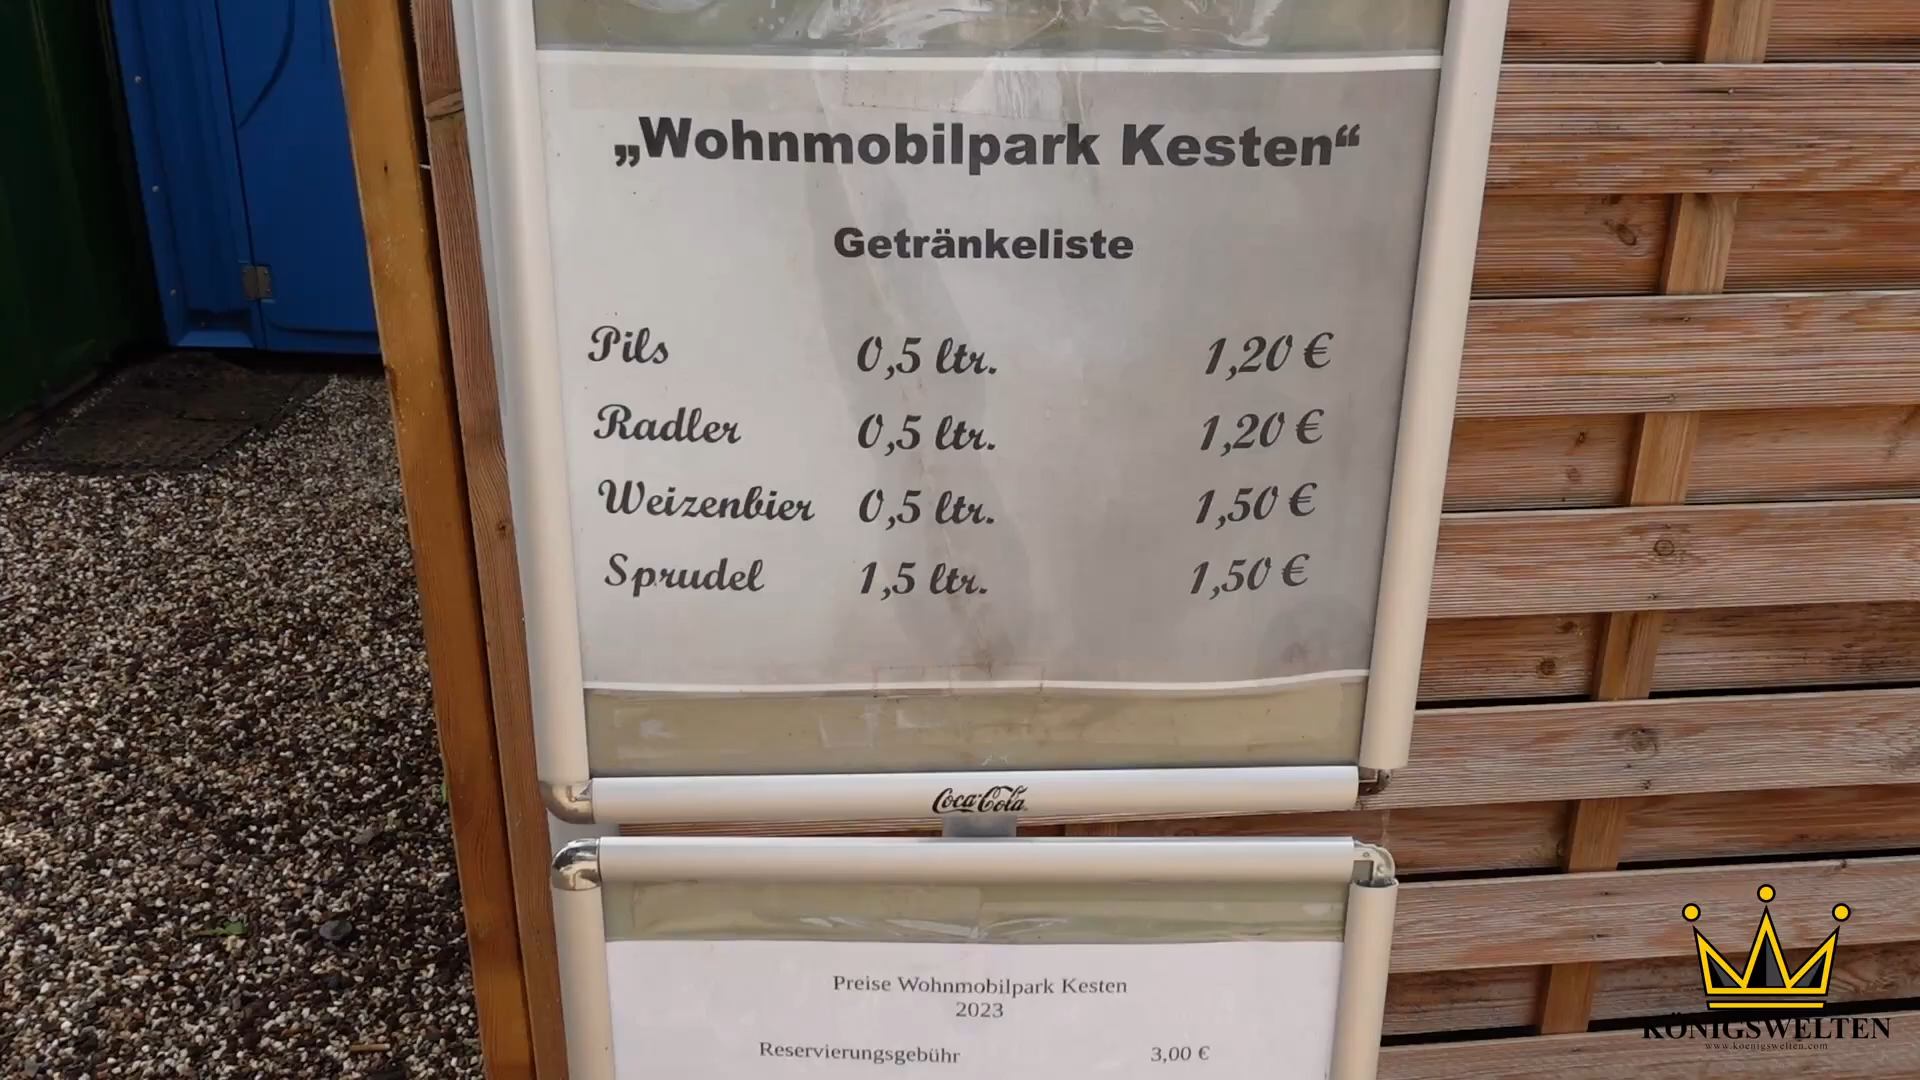 „Wohnmobilpark Kesten“
Getränkeliste
Pils 0,5 ltr. 1,20 €
Radler 0,5 ltr. 1,20 €
Weizenbier 0,5 ltr. 1,50 €
Sprudel 1,5 ltr. 1,50 €
Coca-Cola
Preise Wohnmobilpark Kesten
2023
Reservierungsgebühr 3,00 €
KÖNIGSWELTEN
www.koenigswelten.com